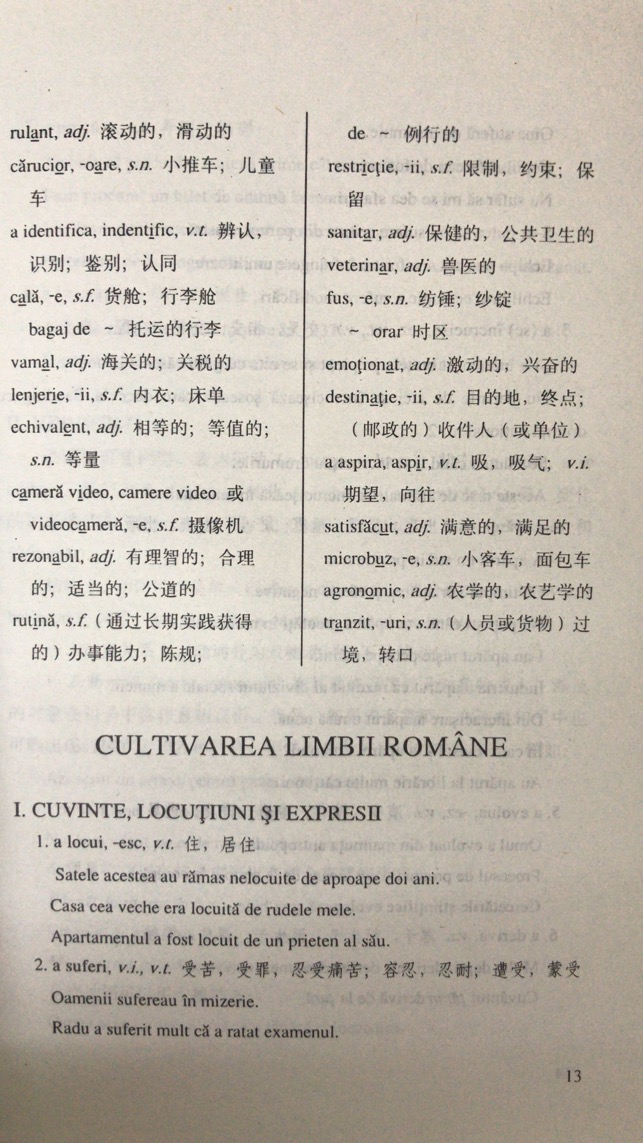 rulant, adj. 滚动的，滑动的
cărucior, -oare, s.n. 小推车；儿童
车
a identifica, indentific, v.t. 辨认，
识别；鉴别；认同
cală, -e, s.f. 货舱；行李舱
bagaj de ～ 托运的行李
vamal, adj. 海关的；关税的
lenjerie, -ii, s.f. 内衣；床单
echivalent, adj. 相等的；等值的；
s.n. 等量
cameră video, camere video 或
videocameră, -e, s.f. 摄像机
rezonabil, adj. 有理智的；合理
的；适当的；公道的
rutină, s.f.（通过长期实践获得
的）办事能力；陈规；
de ～ 例行的
restricţie, -ii, s.f. 限制，约束；保
留
sanitar, adj. 保健的，公共卫生的
veterinar, adj. 兽医的
fus, -e, s.n. 纺锤；纱锭
～ orar 时区
emoţionat, adj. 激动的，兴奋的
destinaţie, -ii, s.f. 目的地，终点；
（邮政的）收件人（或单位）
a aspira, aspir, v.t. 吸，吸气；v.i.
期望，向往
satisfăcut, adj. 满意的，满足的
microbuz, -e, s.n. 小客车，面包车
agronomic, adj. 农学的，农艺学的
tranzit, -uri, s.n.（人员或货物）过
境，转口
CULTIVAREA LIMBII ROMÂNE
I. CUVINTE, LOCUŢIUNI ŞI EXPRESII
1. a locui, -esc, v.t. 住，居住
Satele acestea au rămas nelocuite de aproape doi ani.
Casa cea veche era locuită de rudele mele.
Apartamentul a fost locuit de un prieten al său.
2. a suferi, v.i., v.t. 受苦，受罪，忍受痛苦；容忍，忍耐；遭受，蒙受
Oamenii sufereau în mizerie.
Radu a suferit mult că a ratat examenul.
13